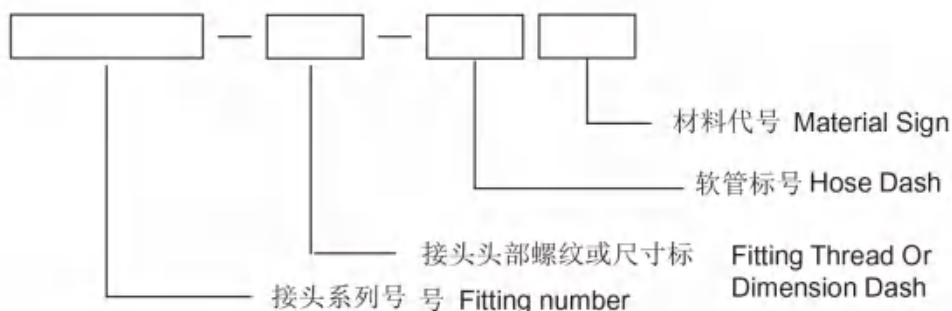 材料代号 Material Sign
软管标号 Hose Dash
接头头部螺纹或尺寸标 Fitting Thread Or
Dimension Dash
接头系列号 号 Fitting number